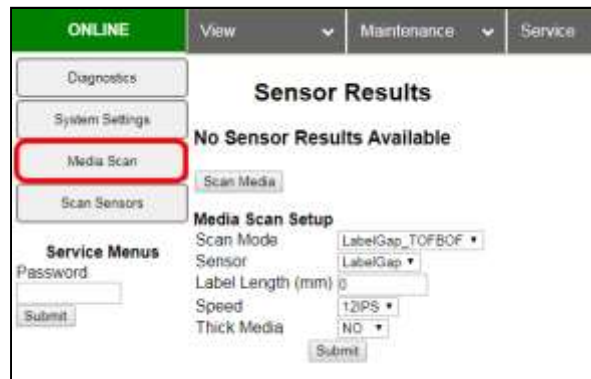 ONLINE
View
Maintenance
Service
Diagnostics
System Settings
Media Scan
Scan Sensors
Service Menus
Password
Submit
Sensor Results
No Sensor Results Available
Scan Media
Media Scan Setup
Scan Mode LabelGap_TOFBOF
Sensor LabelGap
Label Length (mm) 0
Speed 12IPS
Thick Media NO
Submit